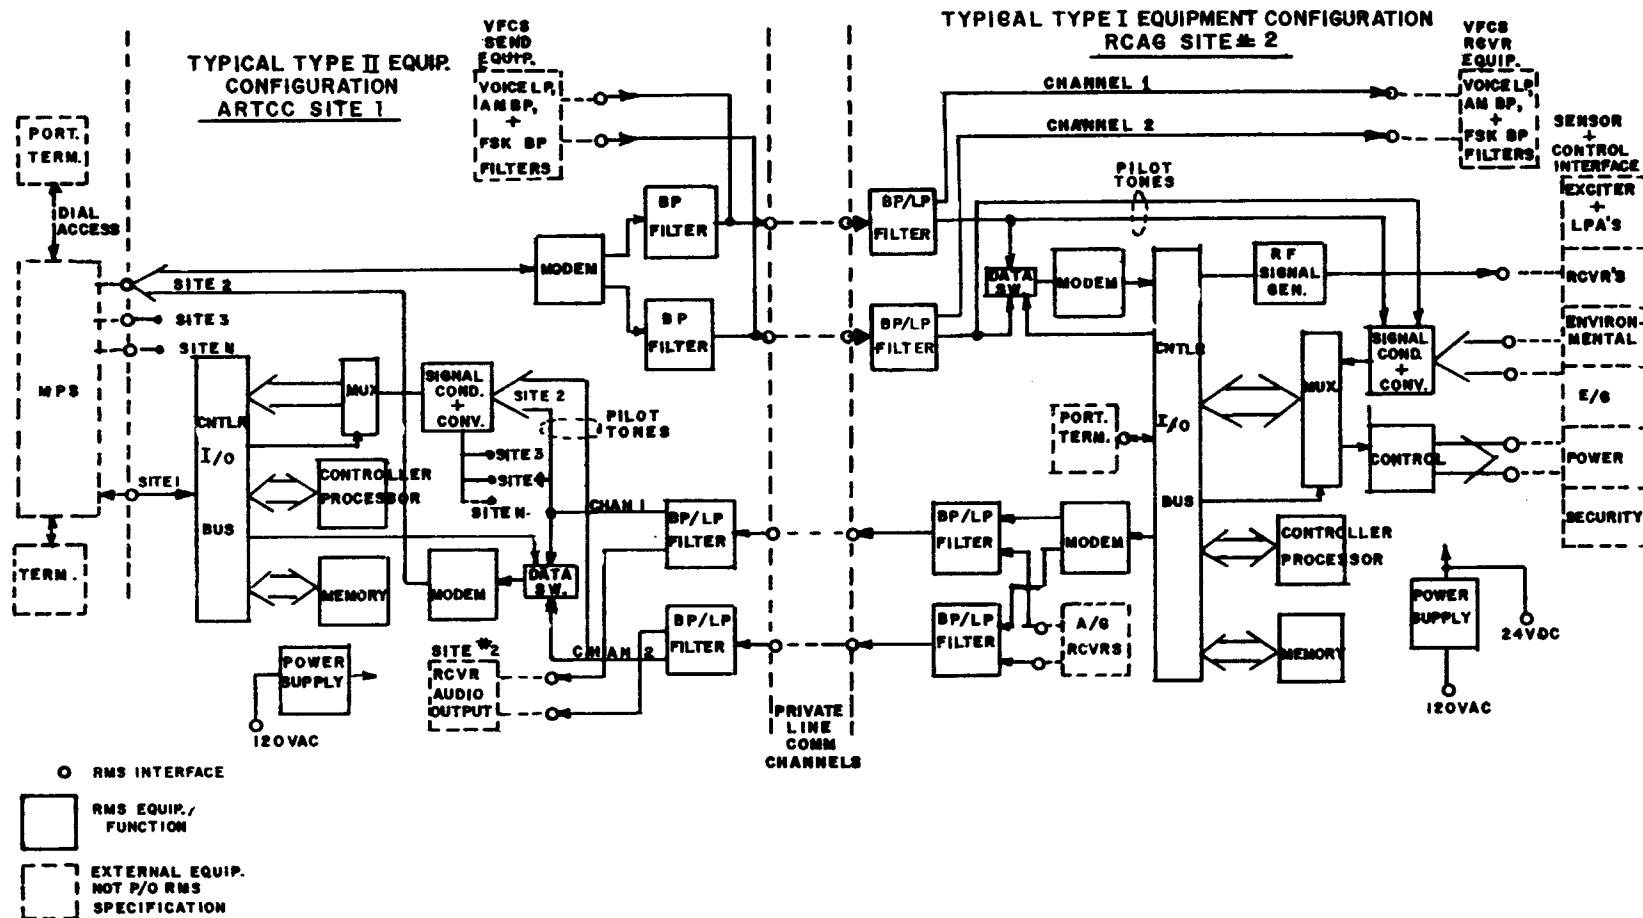 TYPICAL TYPE II EQUIP.
CONFIGURATION
ARTCC SITE 1
VFCS
SEND
EQUIP.
VOICE LP,
AM BP,
+
FSK BP
FILTERS
TYPICAL TYPE I EQUIPMENT CONFIGURATION
RCAG SITE # 2
VFCS
RCVR
EQUIP.
VOICE LP,
AM BP,
+
FSK BP
FILTERS
CHANNEL 1
CHANNEL 2
PILOT
TONES
SENSOR
+
CONTROL
INTERFACE
EXCITER
+
LPA'S
RCVR'S
ENVIRON-
MENTAL
E/G
POWER
SECURITY
PORT.
TERM.
DIAL
ACCESS
MPS
SITE 2
SITE 3
SITE N
SITE 1
TERM.
MODEM
BP
FILTER
BP
FILTER
CNTLR
I/O
BUS
MUX
SIGNAL
COND.
+
CONV.
SITE 2
PILOT
TONES
SITE 3
SITE 4
SITE N
CONTROLLER
PROCESSOR
MEMORY
MODEM
DATA
SW.
CHAN 1
CHAN 2
BP/LP
FILTER
BP/LP
FILTER
POWER
SUPPLY
120VAC
SITE #2
RCVR
AUDIO
OUTPUT
PRIVATE
LINE
COMM
CHANNELS
BP/LP
FILTER
BP/LP
FILTER
DATA
SW.
MODEM
CNTLR
I/O
BUS
RF
SIGNAL
GEN.
MUX
SIGNAL
COND.
+
CONV.
CONTROL
PORT.
TERM.
BP/LP
FILTER
MODEM
BP/LP
FILTER
A/G
RCVRS
CONTROLLER
PROCESSOR
MEMORY
POWER
SUPPLY
24VDC
120VAC
RMS INTERFACE
RMS EQUIP./
FUNCTION
EXTERNAL EQUIP.
NOT P/O RMS
SPECIFICATION